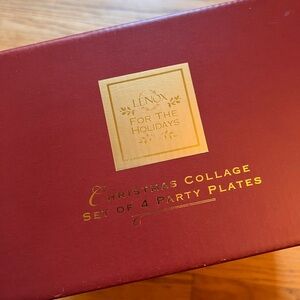 LENOX
FOR THE
HOLIDAYS
CHRISTMAS COLLAGE
SET OF 4 PARTY PLATES